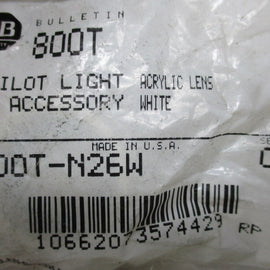 BULLETIN
800T
ILOT LIGHT ACRYLIC LENS
ACCESSORY WHITE
MADE IN U.S.A.
00T-N26W
10662073574429 RP